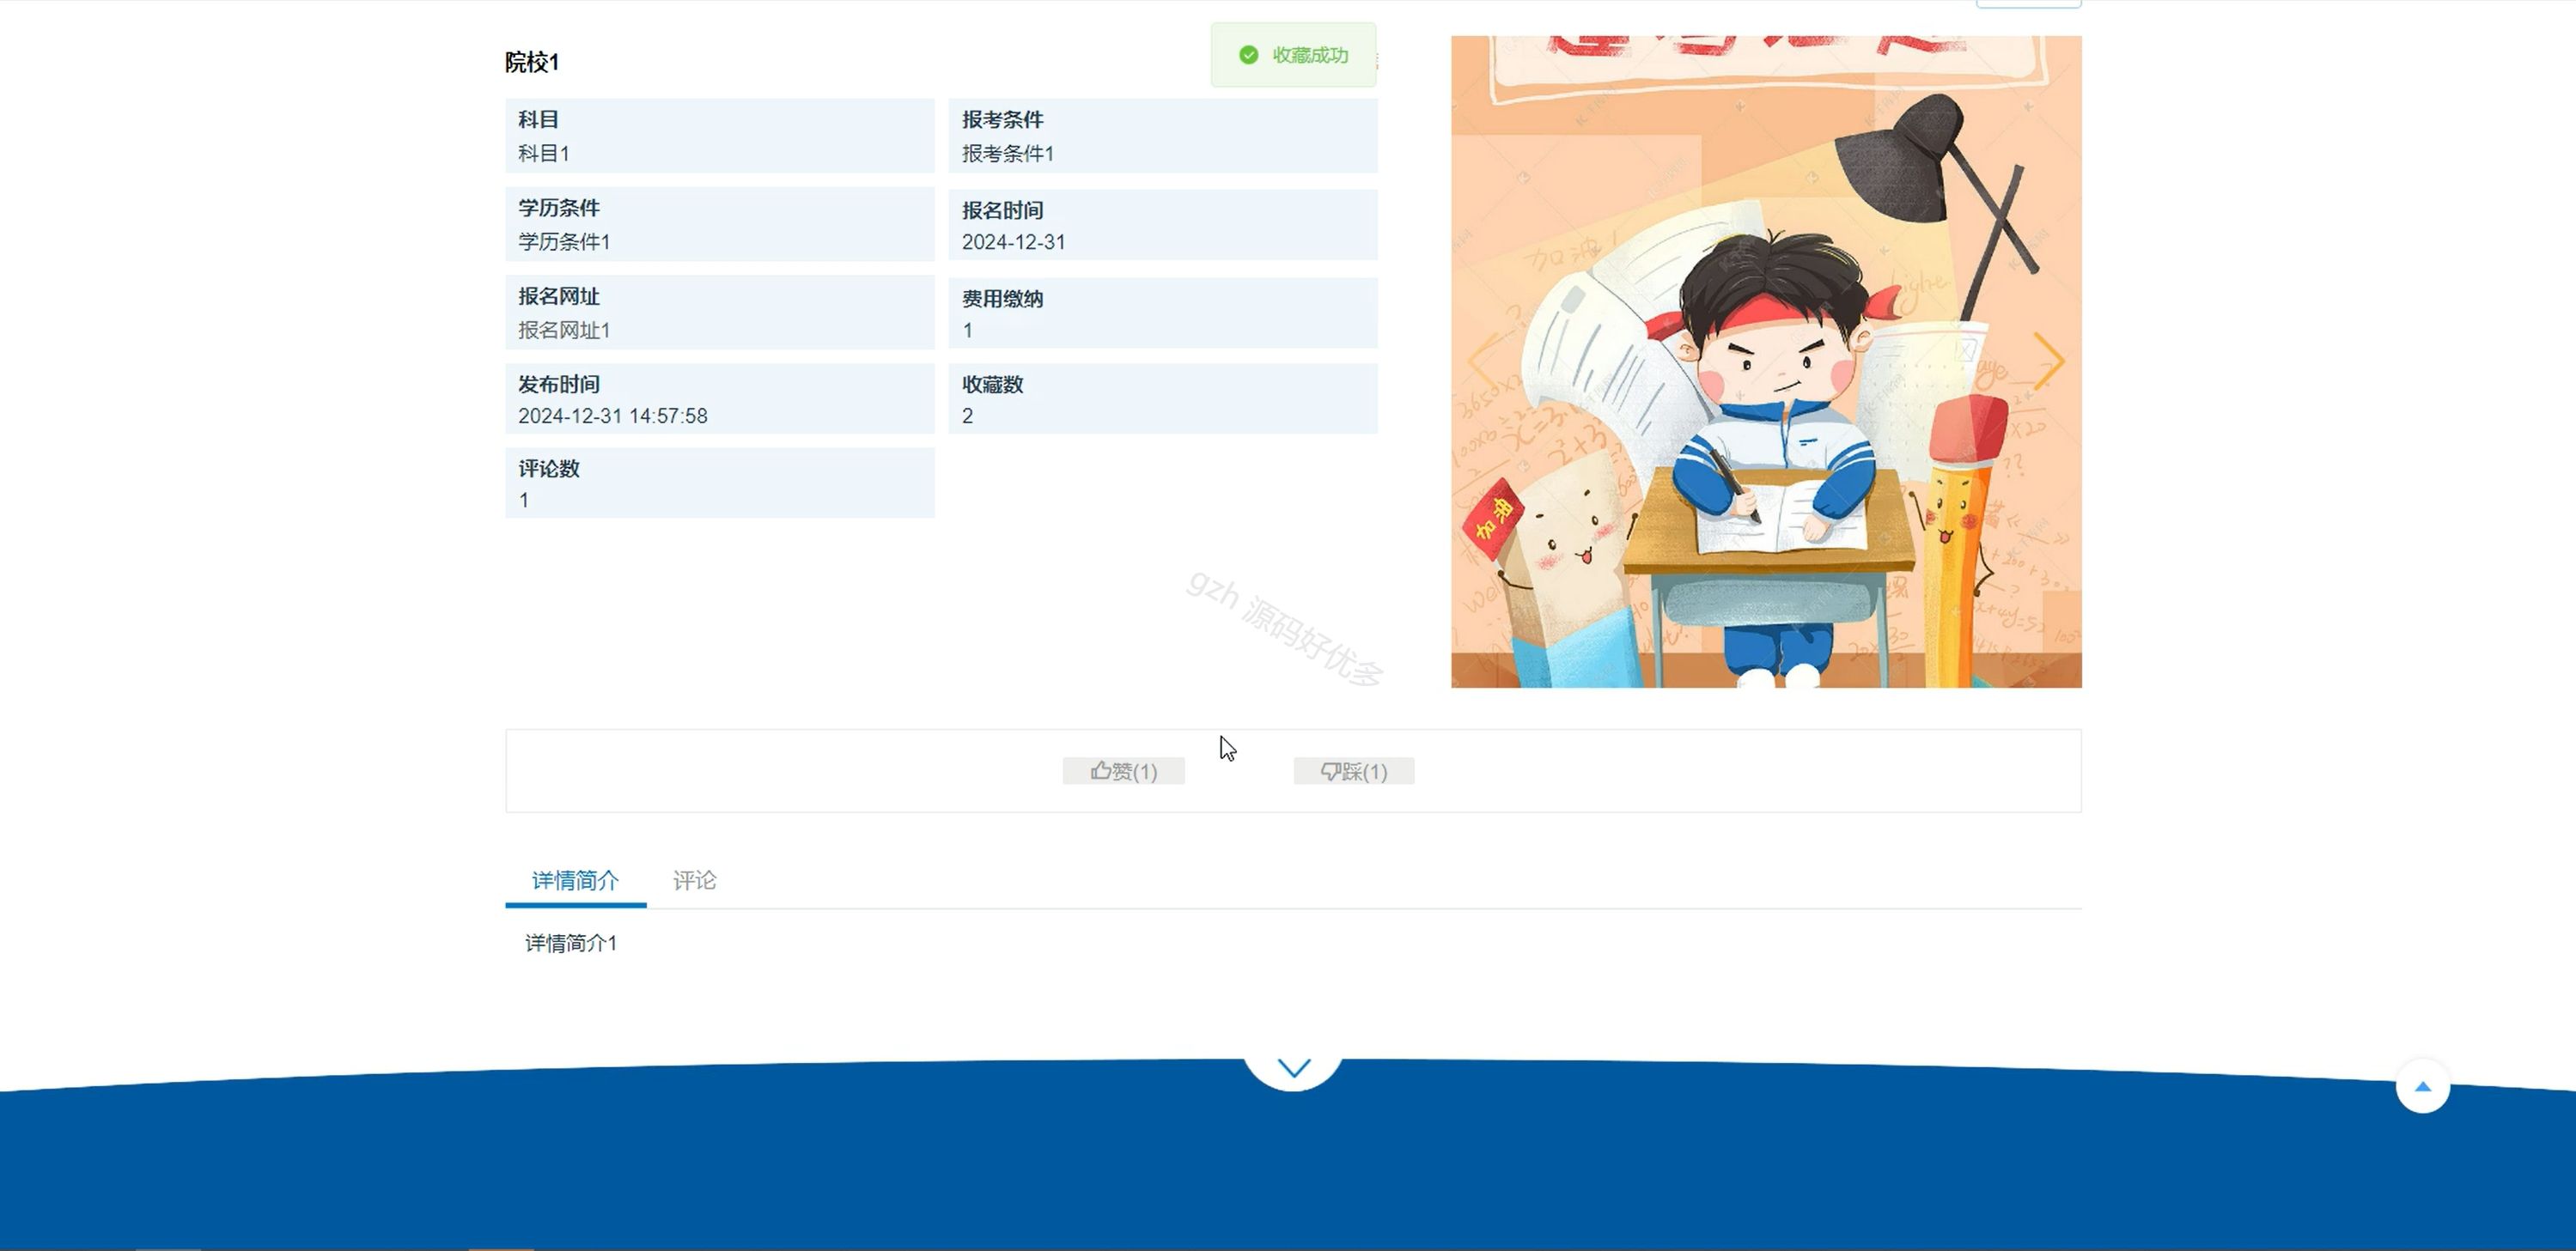 院校1
收藏成功
科目
科目1
报考条件
报考条件1
学历条件
学历条件1
报名时间
2024-12-31
报名网址
报名网址1
费用缴纳
1
发布时间
2024-12-31 14:57:58
收藏数
2
评论数
1
gzh 源码好优多
赞(1)
踩(1)
详情简介
评论
详情简介1